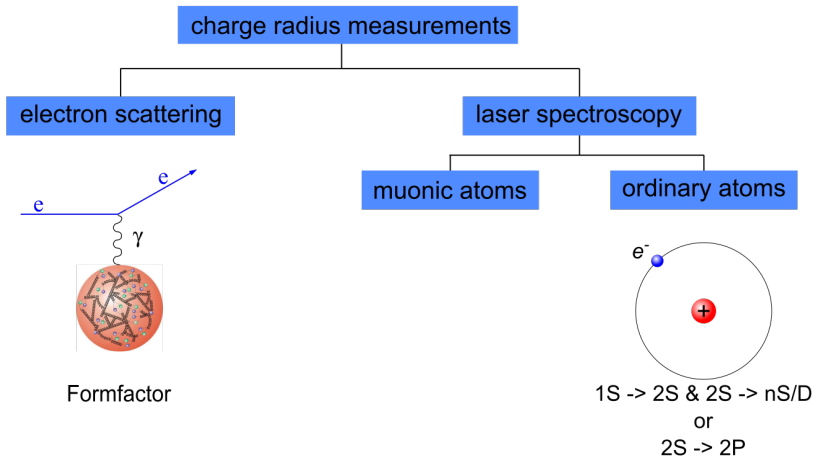 charge radius measurements
electron scattering
laser spectroscopy
muonic atoms
ordinary atoms
e
e
γ
e-
+
Formfactor
1S -> 2S & 2S -> nS/D
or
2S -> 2P